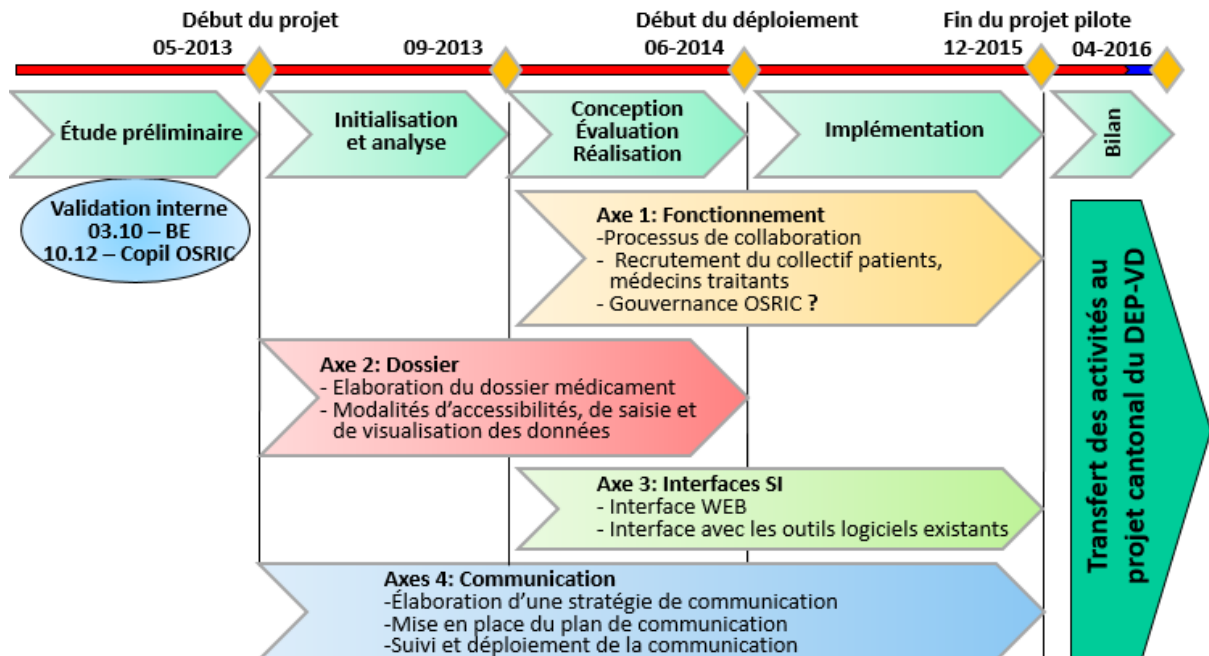 Début du projet
Début du déploiement
Fin du projet pilote
05-2013
09-2013
06-2014
12-2015
04-2016
Étude préliminaire
Initialisation
et analyse
Conception
Évaluation
Réalisation
Implémentation
Bilan
Validation interne
03.10 – BE
10.12 – Copil OSRIC
Axe 1: Fonctionnement
-Processus de collaboration
- Recrutement du collectif patients,
médecins traitants
- Gouvernance OSRIC ?
Axe 2: Dossier
- Elaboration du dossier médicament
- Modalités d’accessibilités, de saisie et
de visualisation des données
Axe 3: Interfaces SI
- Interface WEB
- Interface avec les outils logiciels existants
Axes 4: Communication
-Élaboration d’une stratégie de communication
-Mise en place du plan de communication
-Suivi et déploiement de la communication
Transfert des activités au
projet cantonal du DEP-VD